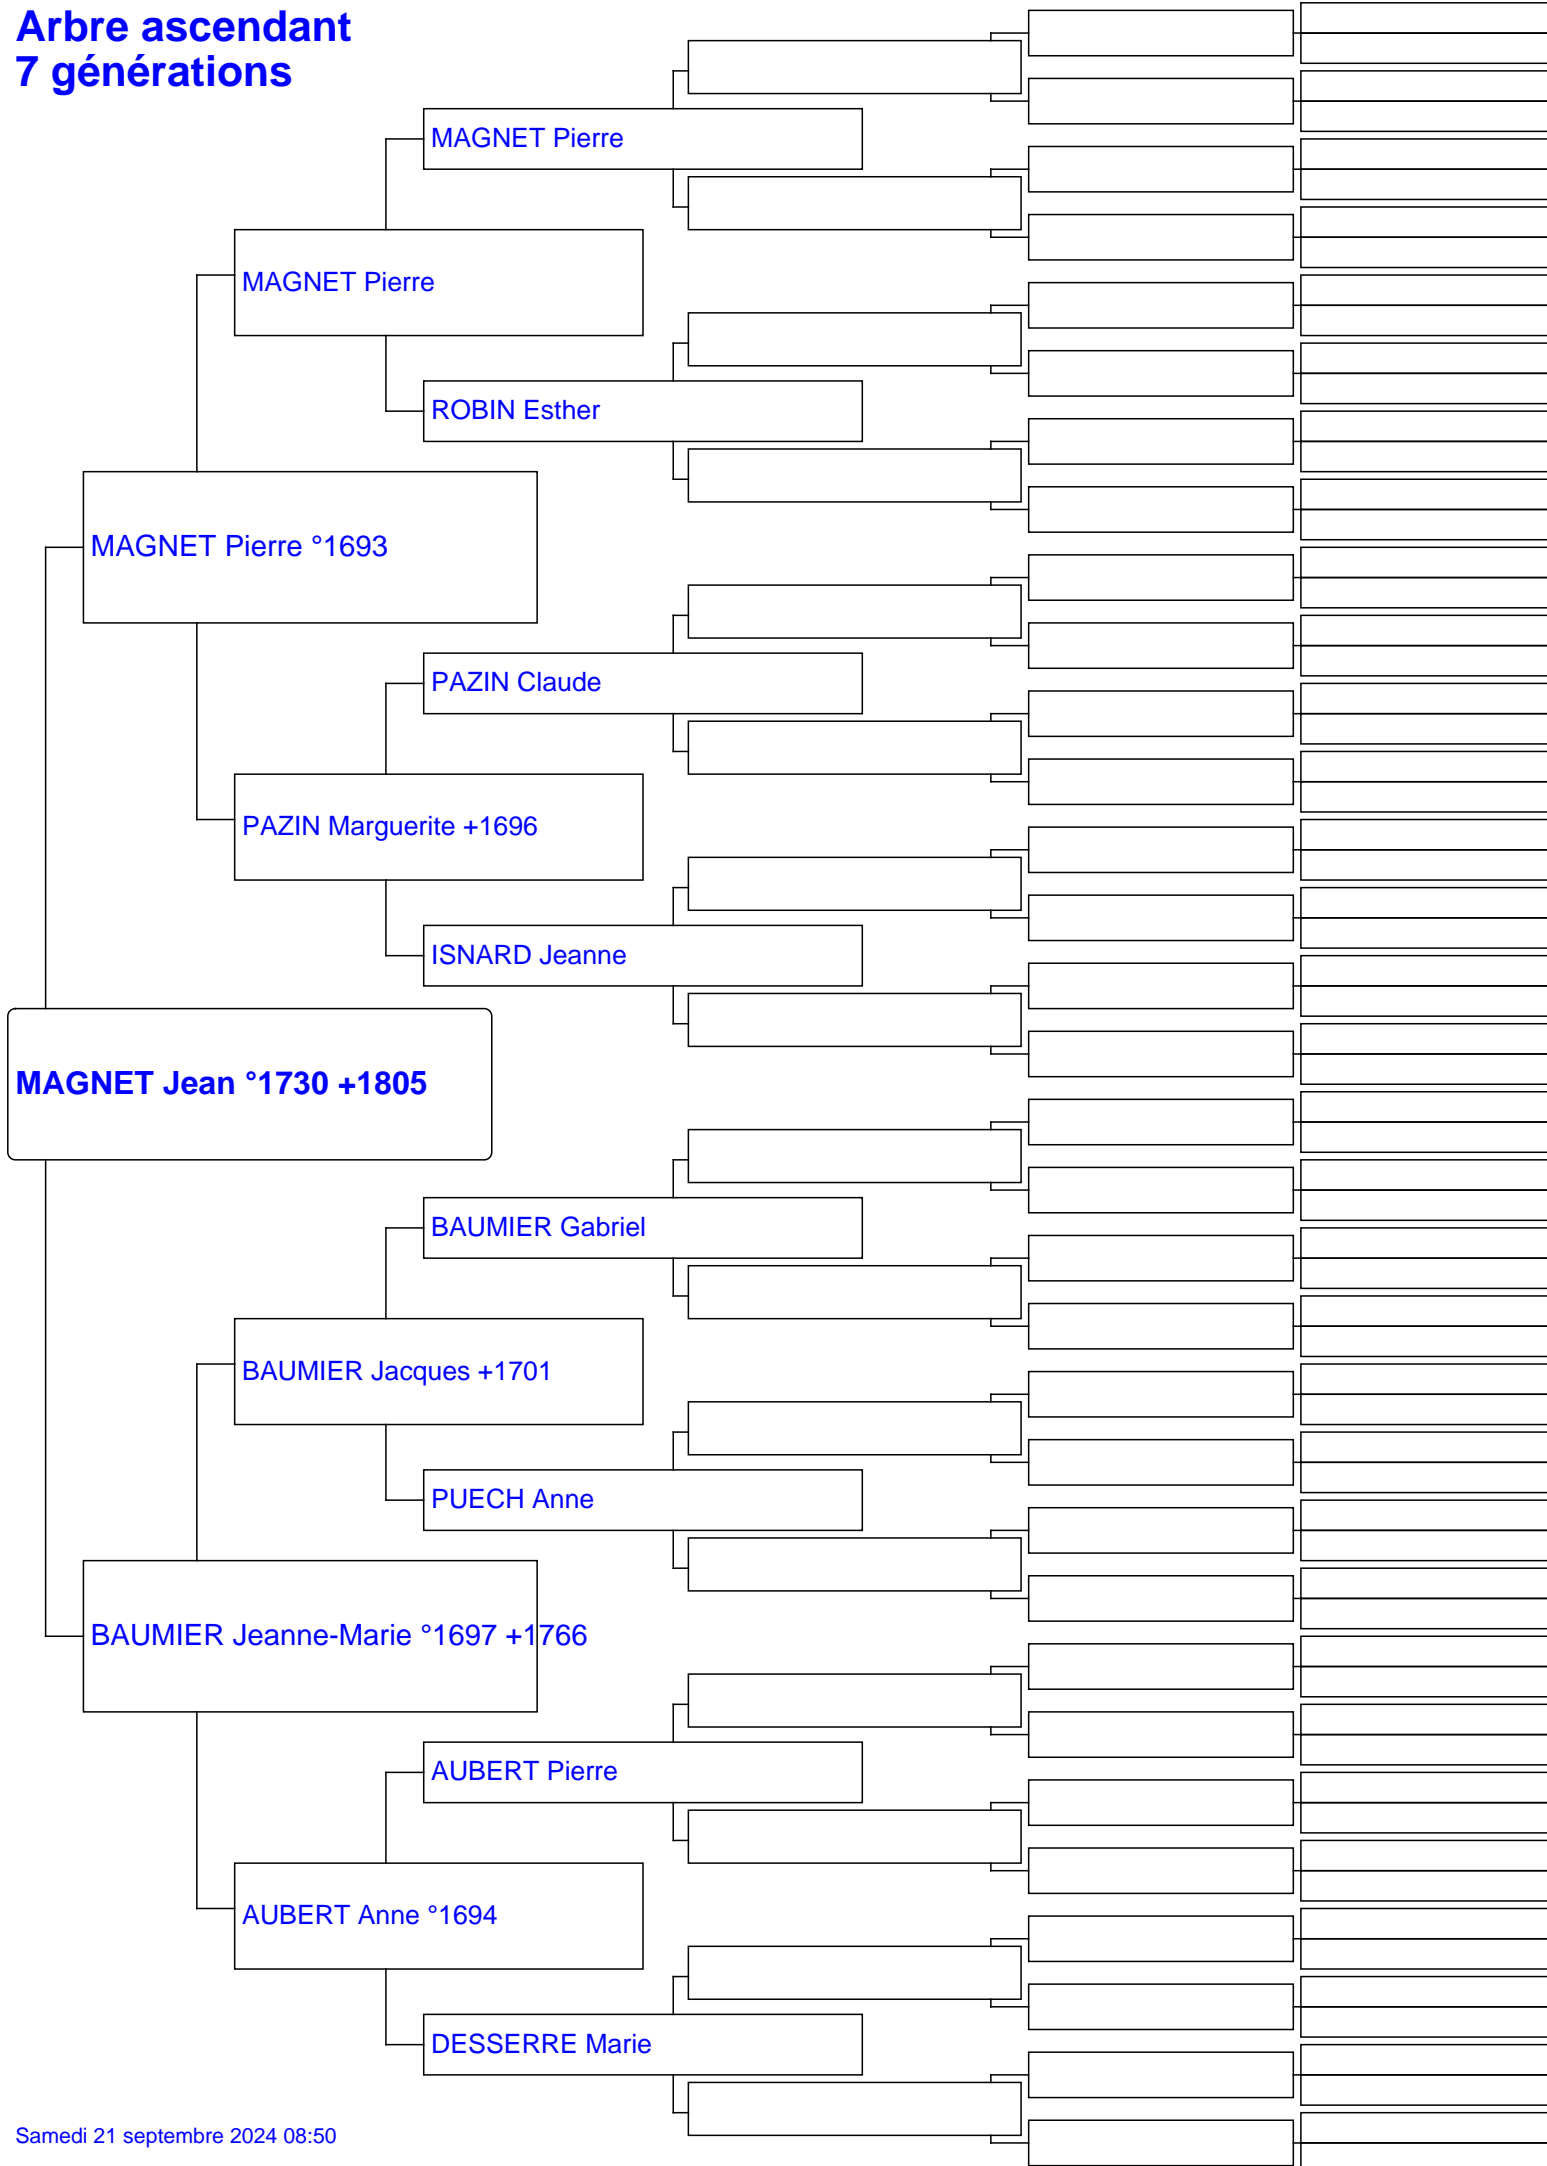 Arbre ascendant
7 générations
MAGNET Pierre
MAGNET Pierre
ROBIN Esther
MAGNET Pierre °1693
PAZIN Claude
PAZIN Marguerite +1696
ISNARD Jeanne
MAGNET Jean °1730 +1805
BAUMIER Gabriel
BAUMIER Jacques +1701
PUECH Anne
BAUMIER Jeanne-Marie °1697 +1766
AUBERT Pierre
AUBERT Anne °1694
DESSERRE Marie
Samedi 21 septembre 2024 08:50